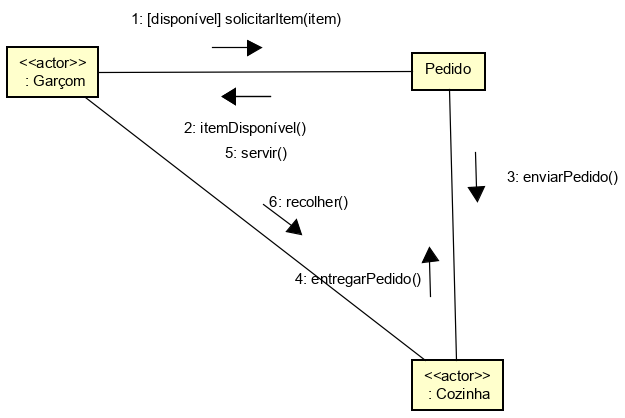 1: [disponível] solicitarItem(item)
<<actor>>
: Garçom
Pedido
2: itemDisponível()
5: servir()
3: enviarPedido()
6: recolher()
4: entregarPedido()
<<actor>>
: Cozinha